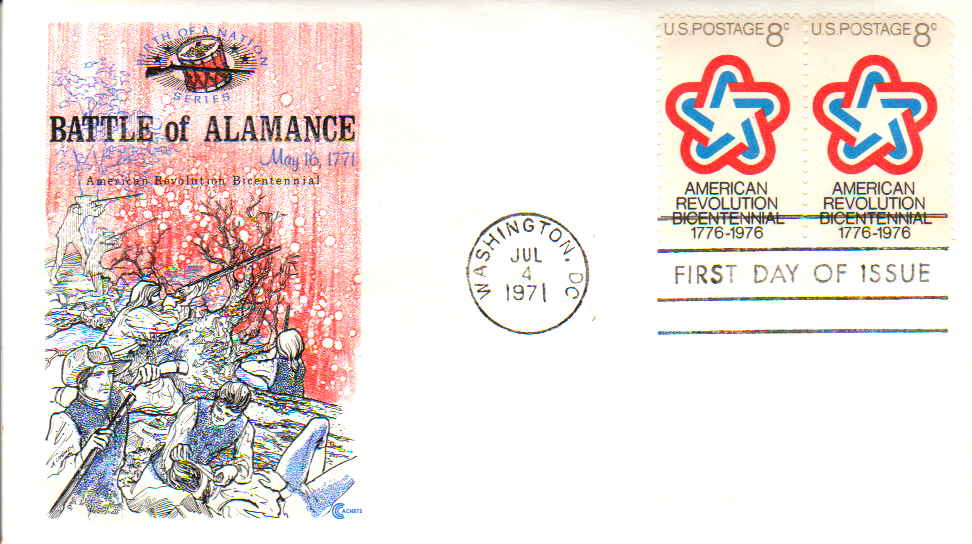 BIRTH OF A NATION
SERIES
BATTLE of ALAMANCE
May 16, 1771
American Revolution Bicentennial
CACHETS
WASHINGTON, DC
JUL
4
1971
U.S. POSTAGE 8c
AMERICAN
REVOLUTION
BICENTENNIAL
1776-1976
U.S. POSTAGE 8c
AMERICAN
REVOLUTION
BICENTENNIAL
1776-1976
FIRST DAY OF ISSUE